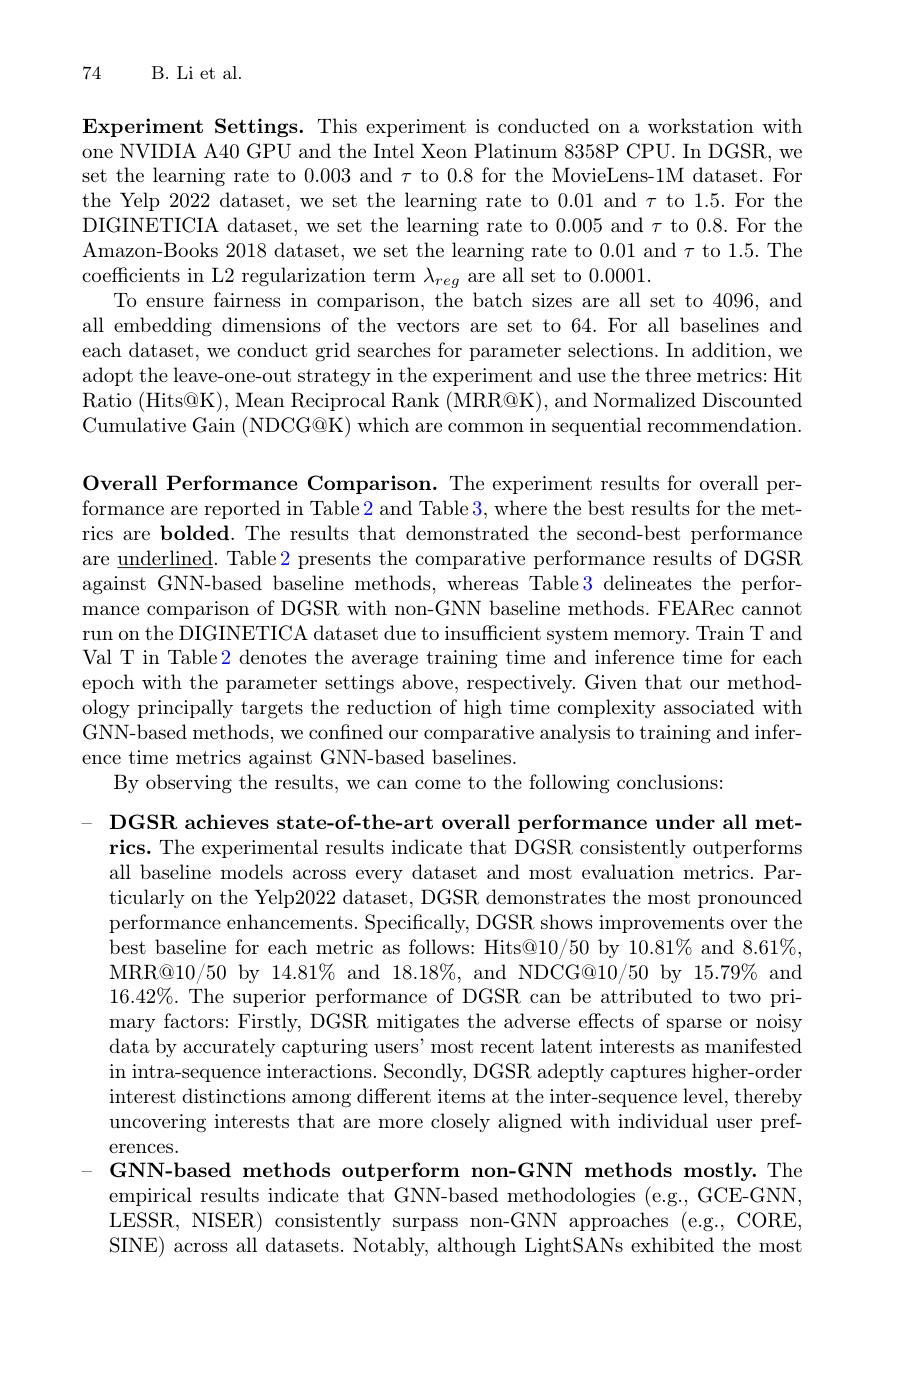 74 B. Li et al.
Experiment Settings. This experiment is conducted on a workstation with
one NVIDIA A40 GPU and the Intel Xeon Platinum 8358P CPU. In DGSR, we
set the learning rate to 0.003 and τ to 0.8 for the MovieLens-1M dataset. For
the Yelp 2022 dataset, we set the learning rate to 0.01 and τ to 1.5. For the
DIGINETICIA dataset, we set the learning rate to 0.005 and τ to 0.8. For the
Amazon-Books 2018 dataset, we set the learning rate to 0.01 and τ to 1.5. The
coefficients in L2 regularization term λreg are all set to 0.0001.
To ensure fairness in comparison, the batch sizes are all set to 4096, and
all embedding dimensions of the vectors are set to 64. For all baselines and
each dataset, we conduct grid searches for parameter selections. In addition, we
adopt the leave-one-out strategy in the experiment and use the three metrics: Hit
Ratio (Hits@K), Mean Reciprocal Rank (MRR@K), and Normalized Discounted
Cumulative Gain (NDCG@K) which are common in sequential recommendation.
Overall Performance Comparison. The experiment results for overall per-
formance are reported in Table 2 and Table 3, where the best results for the met-
rics are bolded. The results that demonstrated the second-best performance
are underlined. Table 2 presents the comparative performance results of DGSR
against GNN-based baseline methods, whereas Table 3 delineates the perfor-
mance comparison of DGSR with non-GNN baseline methods. FEARec cannot
run on the DIGINETICA dataset due to insufficient system memory. Train T and
Val T in Table 2 denotes the average training time and inference time for each
epoch with the parameter settings above, respectively. Given that our method-
ology principally targets the reduction of high time complexity associated with
GNN-based methods, we confined our comparative analysis to training and infer-
ence time metrics against GNN-based baselines.
By observing the results, we can come to the following conclusions:
– DGSR achieves state-of-the-art overall performance under all met-
rics. The experimental results indicate that DGSR consistently outperforms
all baseline models across every dataset and most evaluation metrics. Par-
ticularly on the Yelp2022 dataset, DGSR demonstrates the most pronounced
performance enhancements. Specifically, DGSR shows improvements over the
best baseline for each metric as follows: Hits@10/50 by 10.81% and 8.61%,
MRR@10/50 by 14.81% and 18.18%, and NDCG@10/50 by 15.79% and
16.42%. The superior performance of DGSR can be attributed to two pri-
mary factors: Firstly, DGSR mitigates the adverse effects of sparse or noisy
data by accurately capturing users' most recent latent interests as manifested
in intra-sequence interactions. Secondly, DGSR adeptly captures higher-order
interest distinctions among different items at the inter-sequence level, thereby
uncovering interests that are more closely aligned with individual user pref-
erences.
– GNN-based methods outperform non-GNN methods mostly. The
empirical results indicate that GNN-based methodologies (e.g., GCE-GNN,
LESSR, NISER) consistently surpass non-GNN approaches (e.g., CORE,
SINE) across all datasets. Notably, although LightSANs exhibited the most